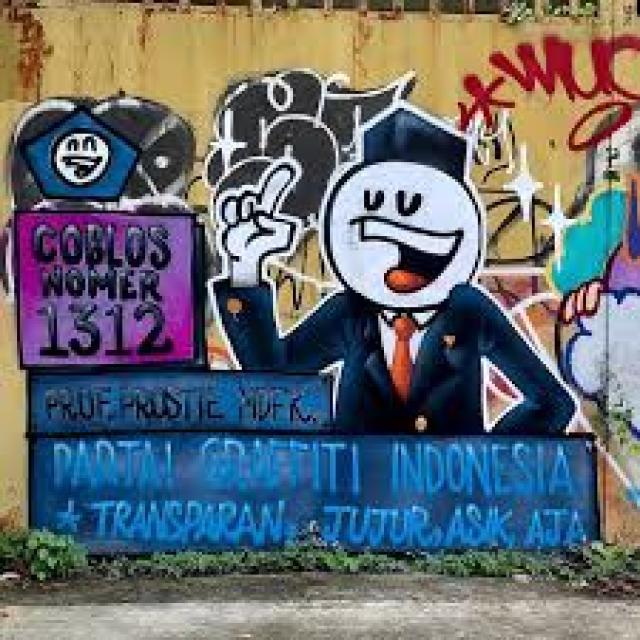 COBLOS
NOMER
1312
PROF. PROSTIE MDFK.
PARTAI GRAFFITI INDONESIA
* TRANSPARAN, JUJUR, ASIK AJA